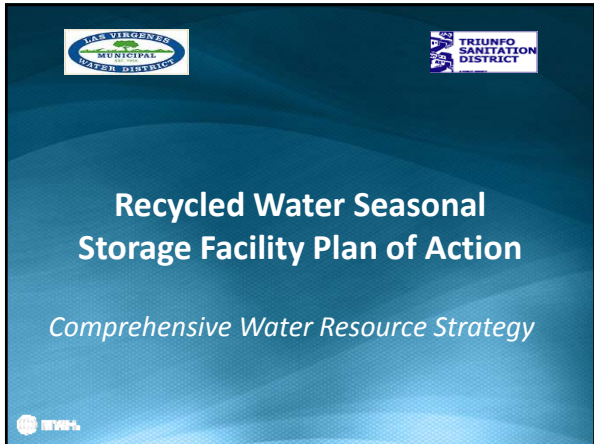 LAS VIRGENES
MUNICIPAL
WATER DISTRICT
TRIUNFO
SANITATION
DISTRICT
Recycled Water Seasonal
Storage Facility Plan of Action
Comprehensive Water Resource Strategy